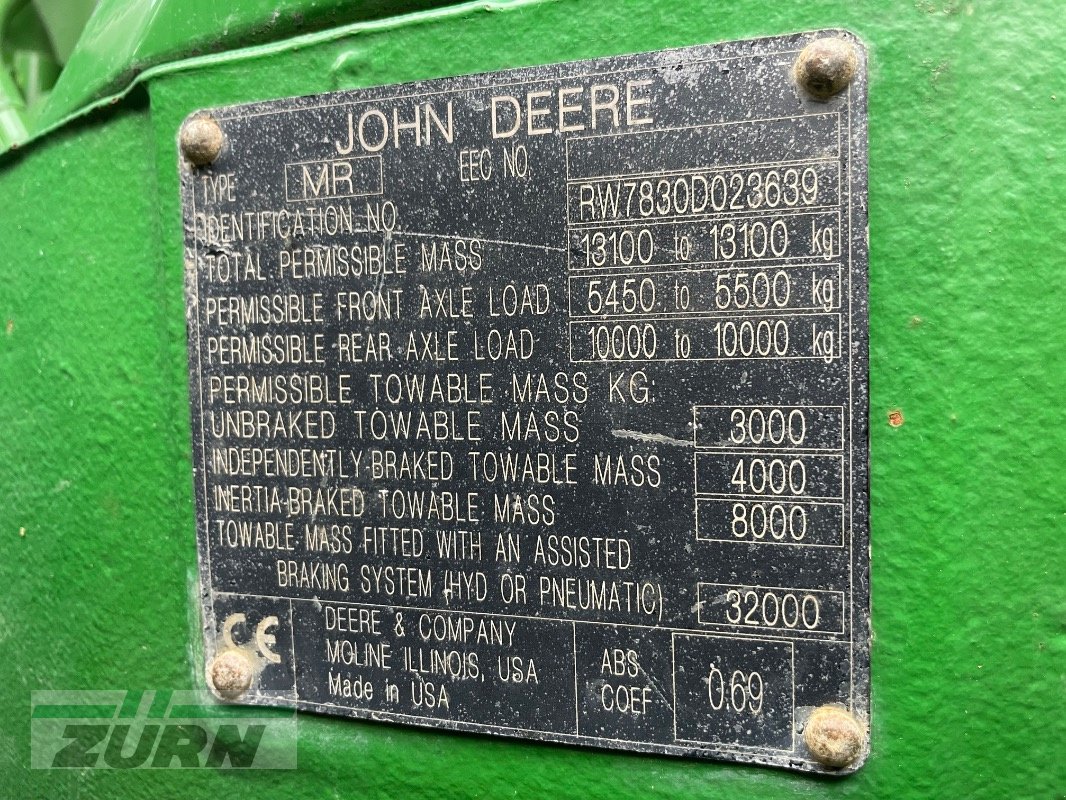 JOHN DEERE
TYPE MR EEC NO.
IDENTIFICATION NO RW7830D023639
TOTAL PERMISSIBLE MASS 13100 to 13100 kg
PERMISSIBLE FRONT AXLE LOAD 5450 to 5500 kg
PERMISSIBLE REAR AXLE LOAD 10000 to 10000 kg
PERMISSIBLE TOWABLE MASS KG.
UNBRAKED TOWABLE MASS 3000
INDEPENDENTLY-BRAKED TOWABLE MASS 4000
INERTIA-BRAKED TOWABLE MASS 8000
TOWABLE MASS FITTED WITH AN ASSISTED
BRAKING SYSTEM (HYD OR PNEUMATIC) 32000
CE
DEERE & COMPANY
MOLINE ILLINOIS, USA
Made in USA
ABS
COEF
0.69
ZÜRN